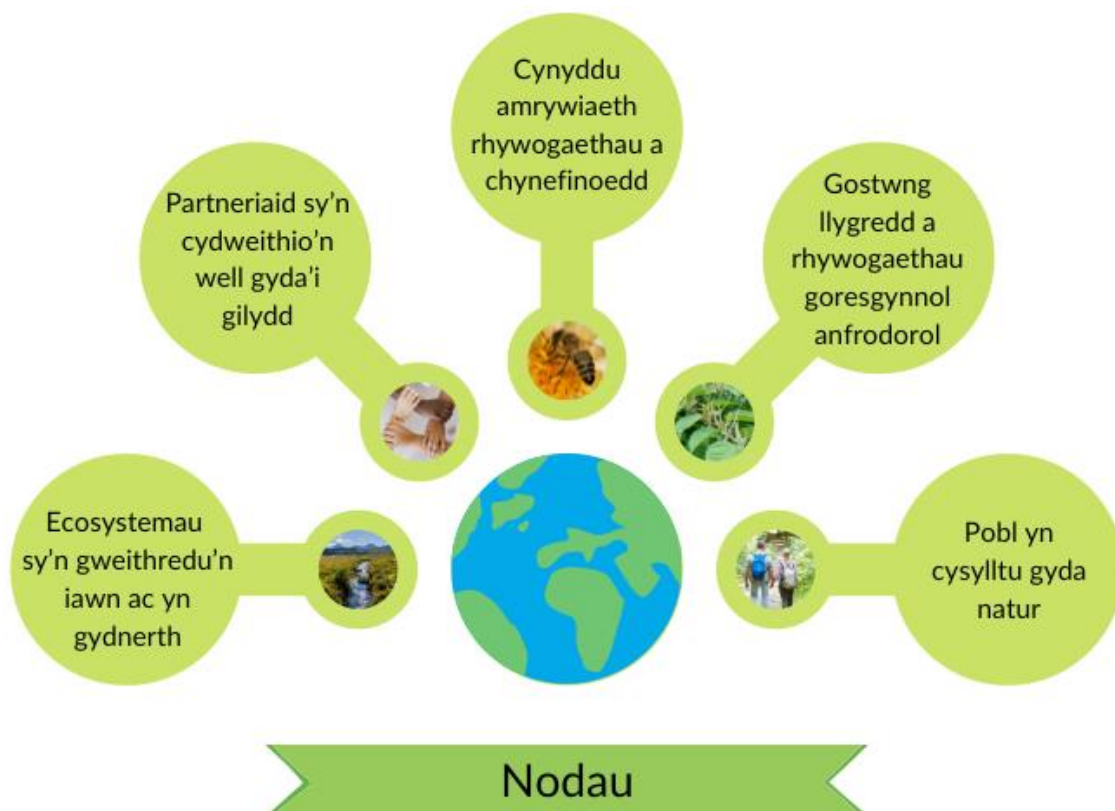 Ecosystemau
sy'n gweithredu'n
iawn ac yn
gydnerth
Partneriaid sy'n
cydweithio'n
well gyda'i
gilydd
Cynyddu
amrywiaeth
rhywogaethau a
chynefinoedd
Gostwng
llygredd a
rhywogaethau
goresgynnol
anfrodorol
Pobl yn
cysylltu gyda
natur
Nodau